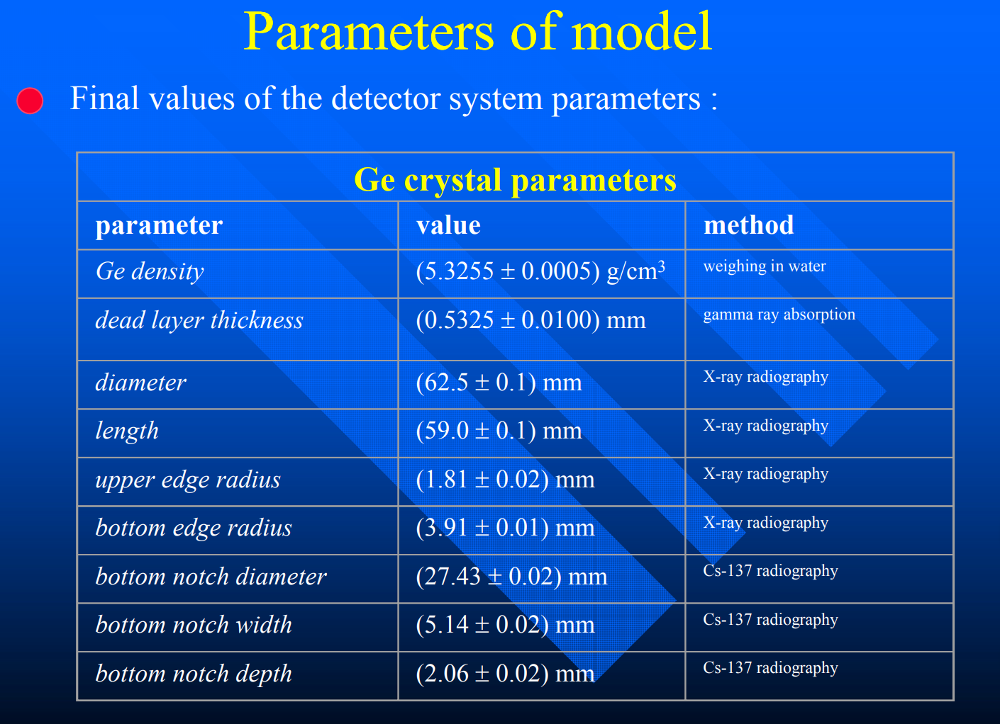 Parameters of model
Final values of the detector system parameters :
Ge crystal parameters
parameter value method
Ge density (5.3255 ± 0.0005) g/cm³ weighing in water
dead layer thickness (0.5325 ± 0.0100) mm gamma ray absorption
diameter (62.5 ± 0.1) mm X-ray radiography
length (59.0 ± 0.1) mm X-ray radiography
upper edge radius (1.81 ± 0.02) mm X-ray radiography
bottom edge radius (3.91 ± 0.01) mm X-ray radiography
bottom notch diameter (27.43 ± 0.02) mm Cs-137 radiography
bottom notch width (5.14 ± 0.02) mm Cs-137 radiography
bottom notch depth (2.06 ± 0.02) mm Cs-137 radiography